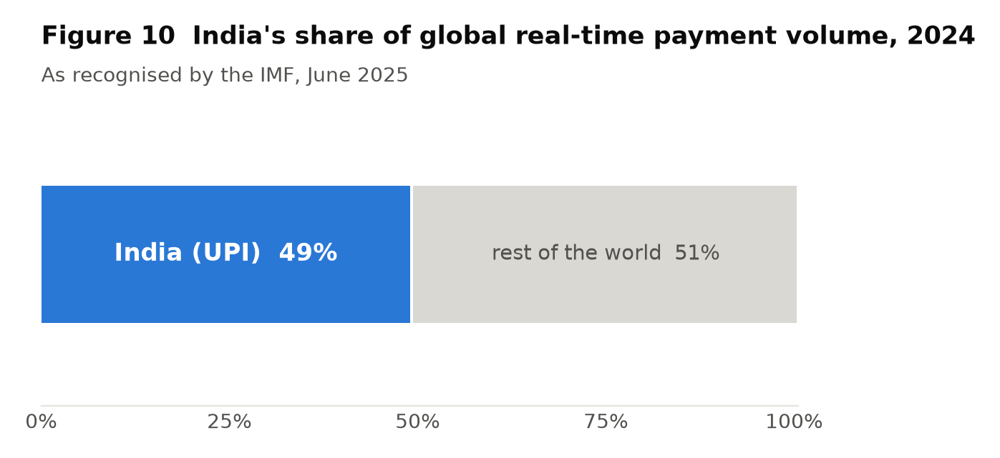 Figure 10  India's share of global real-time payment volume, 2024
As recognised by the IMF, June 2025
India (UPI)  49%
rest of the world  51%
0%
25%
50%
75%
100%